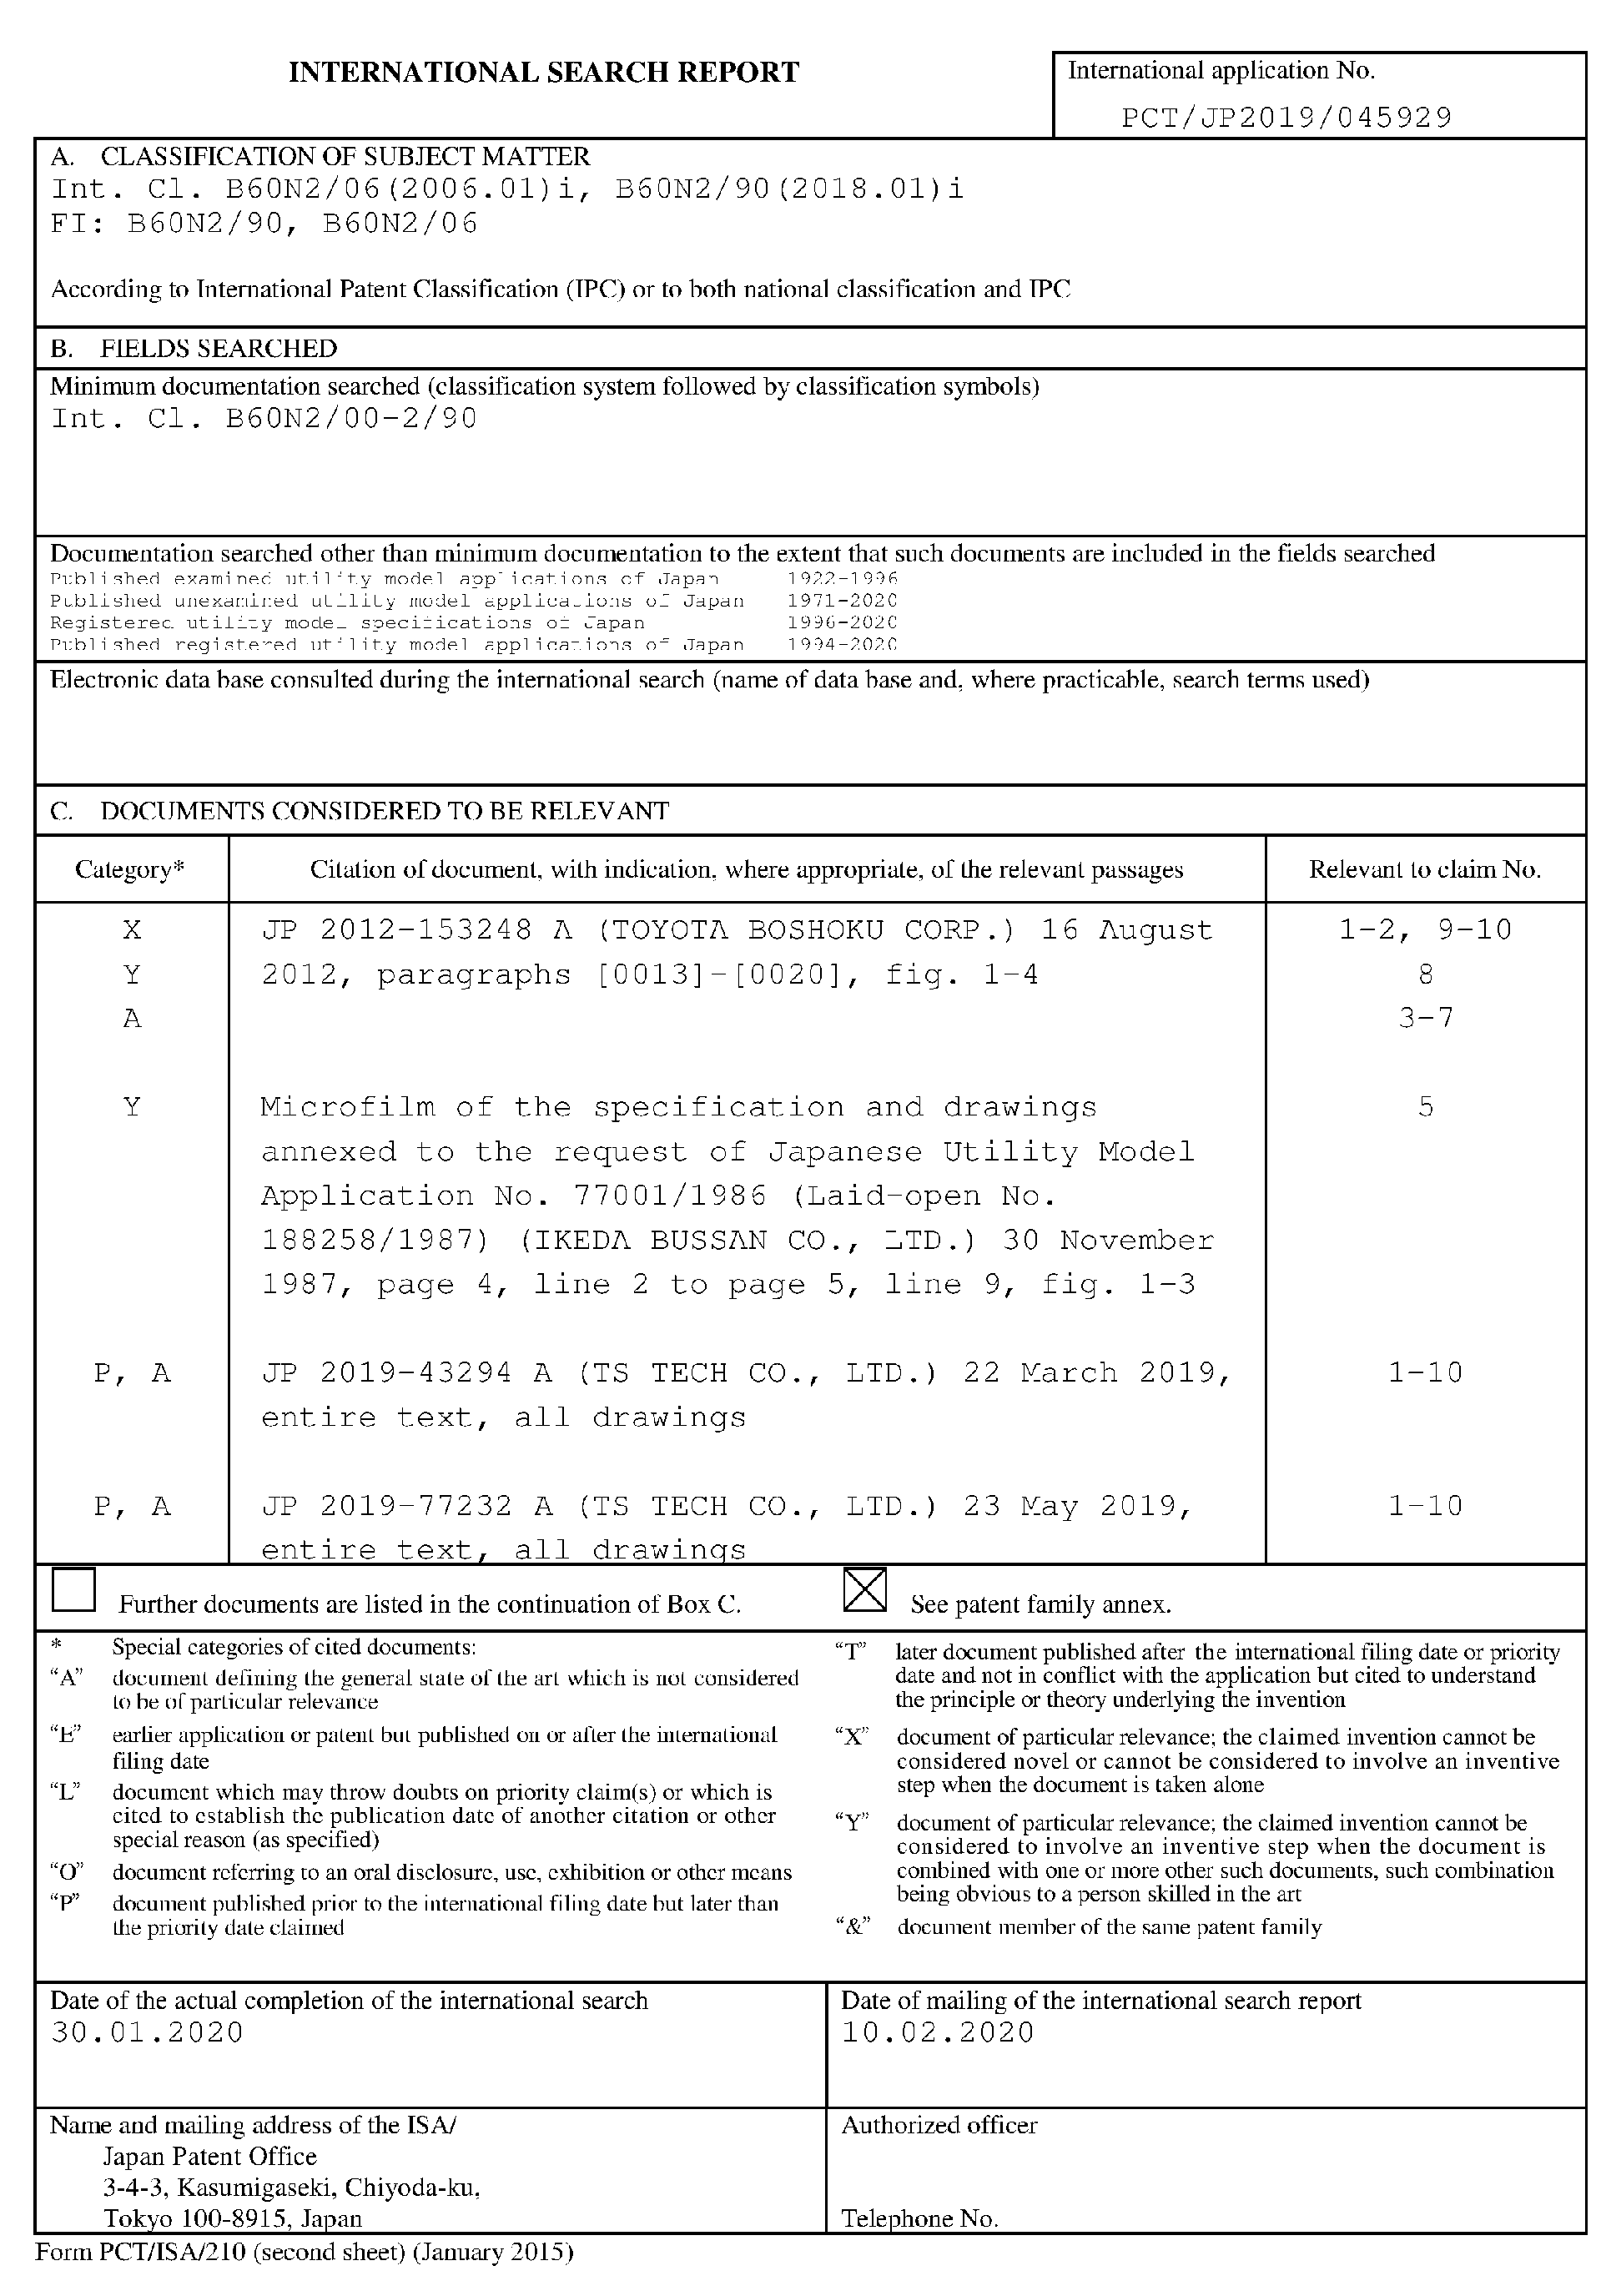 INTERNATIONAL SEARCH REPORT
International application No.
PCT/JP2019/045929
A. CLASSIFICATION OF SUBJECT MATTER
Int. Cl. B60N2/06(2006.01)i, B60N2/90(2018.01)i
FI: B60N2/90, B60N2/06
According to International Patent Classification (IPC) or to both national classification and IPC
B. FIELDS SEARCHED
Minimum documentation searched (classification system followed by classification symbols)
Int. Cl. B60N2/00-2/90
Documentation searched other than minimum documentation to the extent that such documents are included in the fields searched
Published examined utility model applications of Japan 1922-1996
Published unexamined utility model applications of Japan 1971-2020
Registered utility model specifications of Japan 1996-2020
Published registered utility model applications of Japan 1994-2020
Electronic data base consulted during the international search (name of data base and, where practicable, search terms used)
C. DOCUMENTS CONSIDERED TO BE RELEVANT
Category* Citation of document, with indication, where appropriate, of the relevant passages Relevant to claim No.
X JP 2012-153248 A (TOYOTA BOSHOKU CORP.) 16 August 1-2, 9-10
Y 2012, paragraphs [0013]-[0020], fig. 1-4 8
A 3-7
Y Microfilm of the specification and drawings 5
annexed to the request of Japanese Utility Model
Application No. 77001/1986 (Laid-open No.
188258/1987) (IKEDA BUSSAN CO., LTD.) 30 November
1987, page 4, line 2 to page 5, line 9, fig. 1-3
P, A JP 2019-43294 A (TS TECH CO., LTD.) 22 March 2019, 1-10
entire text, all drawings
P, A JP 2019-77232 A (TS TECH CO., LTD.) 23 May 2019, 1-10
entire text, all drawings
Further documents are listed in the continuation of Box C.
See patent family annex.
* Special categories of cited documents:
“A” document defining the general state of the art which is not considered
to be of particular relevance
“E” earlier application or patent but published on or after the international
filing date
“L” document which may throw doubts on priority claim(s) or which is
cited to establish the publication date of another citation or other
special reason (as specified)
“O” document referring to an oral disclosure, use, exhibition or other means
“P” document published prior to the international filing date but later than
the priority date claimed
“T” later document published after the international filing date or priority
date and not in conflict with the application but cited to understand
the principle or theory underlying the invention
“X” document of particular relevance; the claimed invention cannot be
considered novel or cannot be considered to involve an inventive
step when the document is taken alone
“Y” document of particular relevance; the claimed invention cannot be
considered to involve an inventive step when the document is
combined with one or more other such documents, such combination
being obvious to a person skilled in the art
“&” document member of the same patent family
Date of the actual completion of the international search
30.01.2020
Date of mailing of the international search report
10.02.2020
Name and mailing address of the ISA/
Japan Patent Office
3-4-3, Kasumigaseki, Chiyoda-ku,
Tokyo 100-8915, Japan
Authorized officer
Telephone No.
Form PCT/ISA/210 (second sheet) (January 2015)